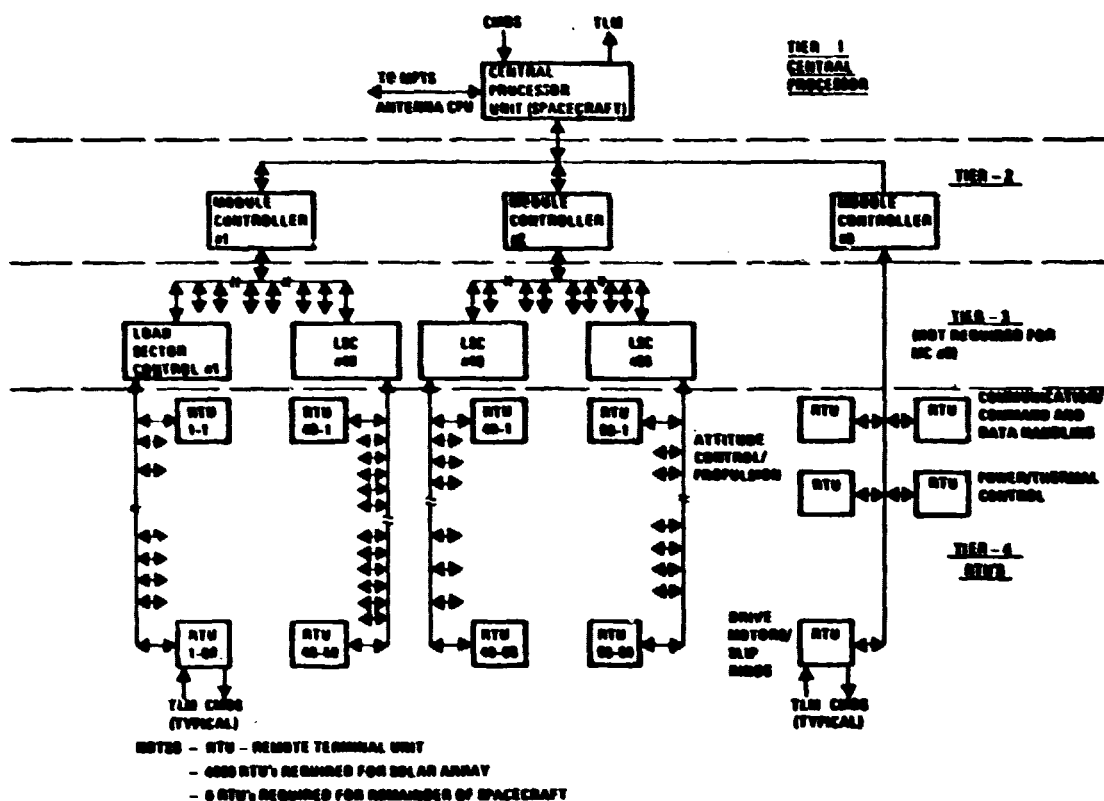 CMDS
TLM
TIER 1
CENTRAL
PROCESSOR
TO MPTS
ANTENNA CPU
CENTRAL
PROCESSOR
UNIT (SPACECRAFT)
TIER - 2
MODULE
CONTROLLER
#1
MODULE
CONTROLLER
MODULE
CONTROLLER
TIER - 3
(NOT REQUIRED FOR
LOAD
SECTOR
CONTROL #1
LSC
LSC
LSC
RTU
1-1
RTU
RTU
RTU
RTU
RTU
COMMUNICATION/
COMMAND AND
DATA HANDLING
ATTITUDE
CONTROL/
PROPULSION
RTU
RTU
POWER/THERMAL
CONTROL
TIER - 4
RTU'S
RTU
RTU
RTU
RTU
DRIVE
MOTORS/
SLIP
RINGS
RTU
TLM CMDS
(TYPICAL)
TLM CMDS
(TYPICAL)
NOTES - RTU - REMOTE TERMINAL UNIT
- RTU's REQUIRED FOR SOLAR ARRAY
- RTU's REQUIRED FOR REMAINDER OF SPACECRAFT